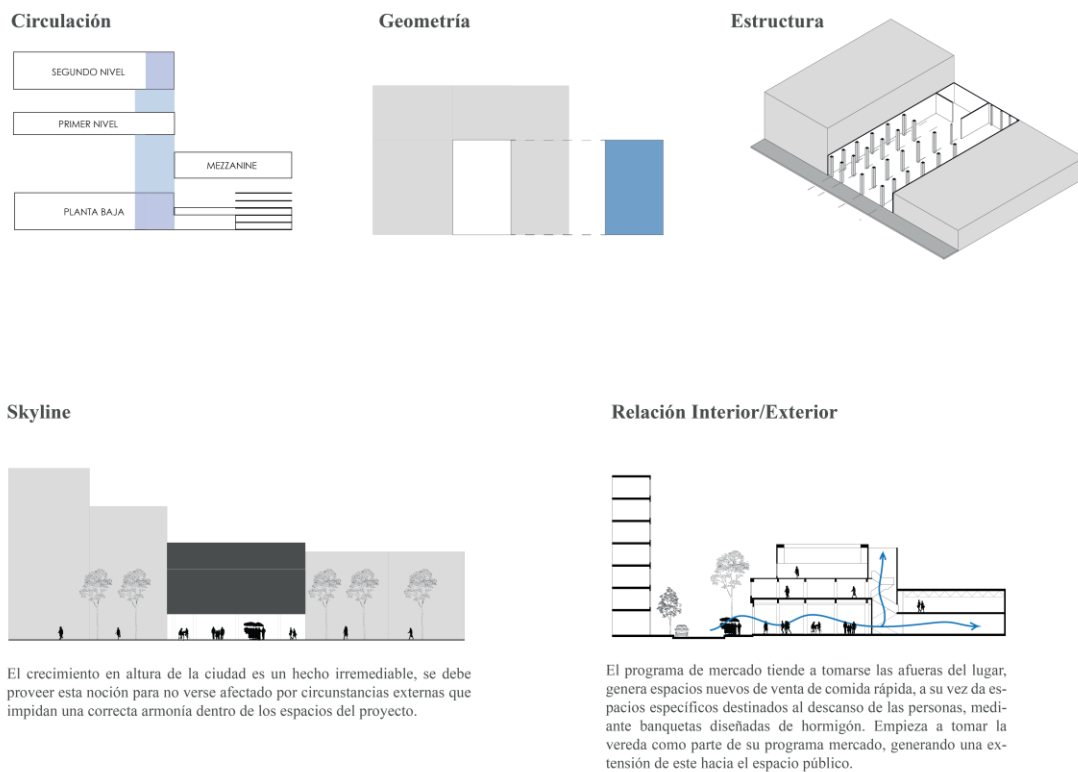 Circulación
Geometría
Estructura
SEGUNDO NIVEL
PRIMER NIVEL
MEZZANINE
PLANTA BAJA
Skyline
El crecimiento en altura de la ciudad es un hecho irremediable, se debe
proveer esta noción para no verse afectado por circunstancias externas que
impidan una correcta armonía dentro de los espacios del proyecto.
Relación Interior/Exterior
El programa de mercado tiende a tomarse las afueras del lugar,
genera espacios nuevos de venta de comida rápida, a su vez da es-
pacios específicos destinados al descanso de las personas, medi-
ante banquetas diseñadas de hormigón. Empieza a tomar la
vereda como parte de su programa mercado, generando una ex-
tensión de este hacia el espacio público.